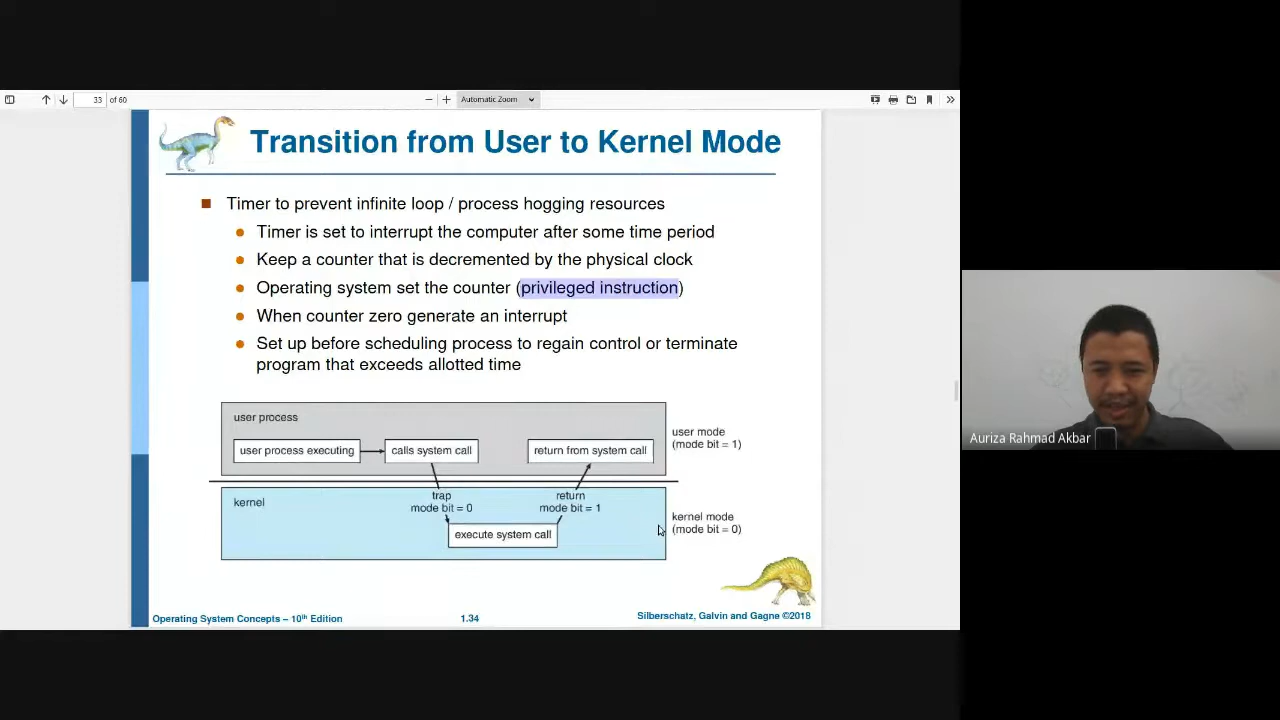 33 of 60
Automatic Zoom
Transition from User to Kernel Mode
Timer to prevent infinite loop / process hogging resources
Timer is set to interrupt the computer after some time period
Keep a counter that is decremented by the physical clock
Operating system set the counter (privileged instruction)
When counter zero generate an interrupt
Set up before scheduling process to regain control or terminate
program that exceeds allotted time
user process
user process executing
calls system call
return from system call
user mode
(mode bit = 1)
kernel
trap
mode bit = 0
return
mode bit = 1
execute system call
kernel mode
(mode bit = 0)
Operating System Concepts – 10th Edition
1.34
Silberschatz, Galvin and Gagne ©2018
Auriza Rahmad Akbar